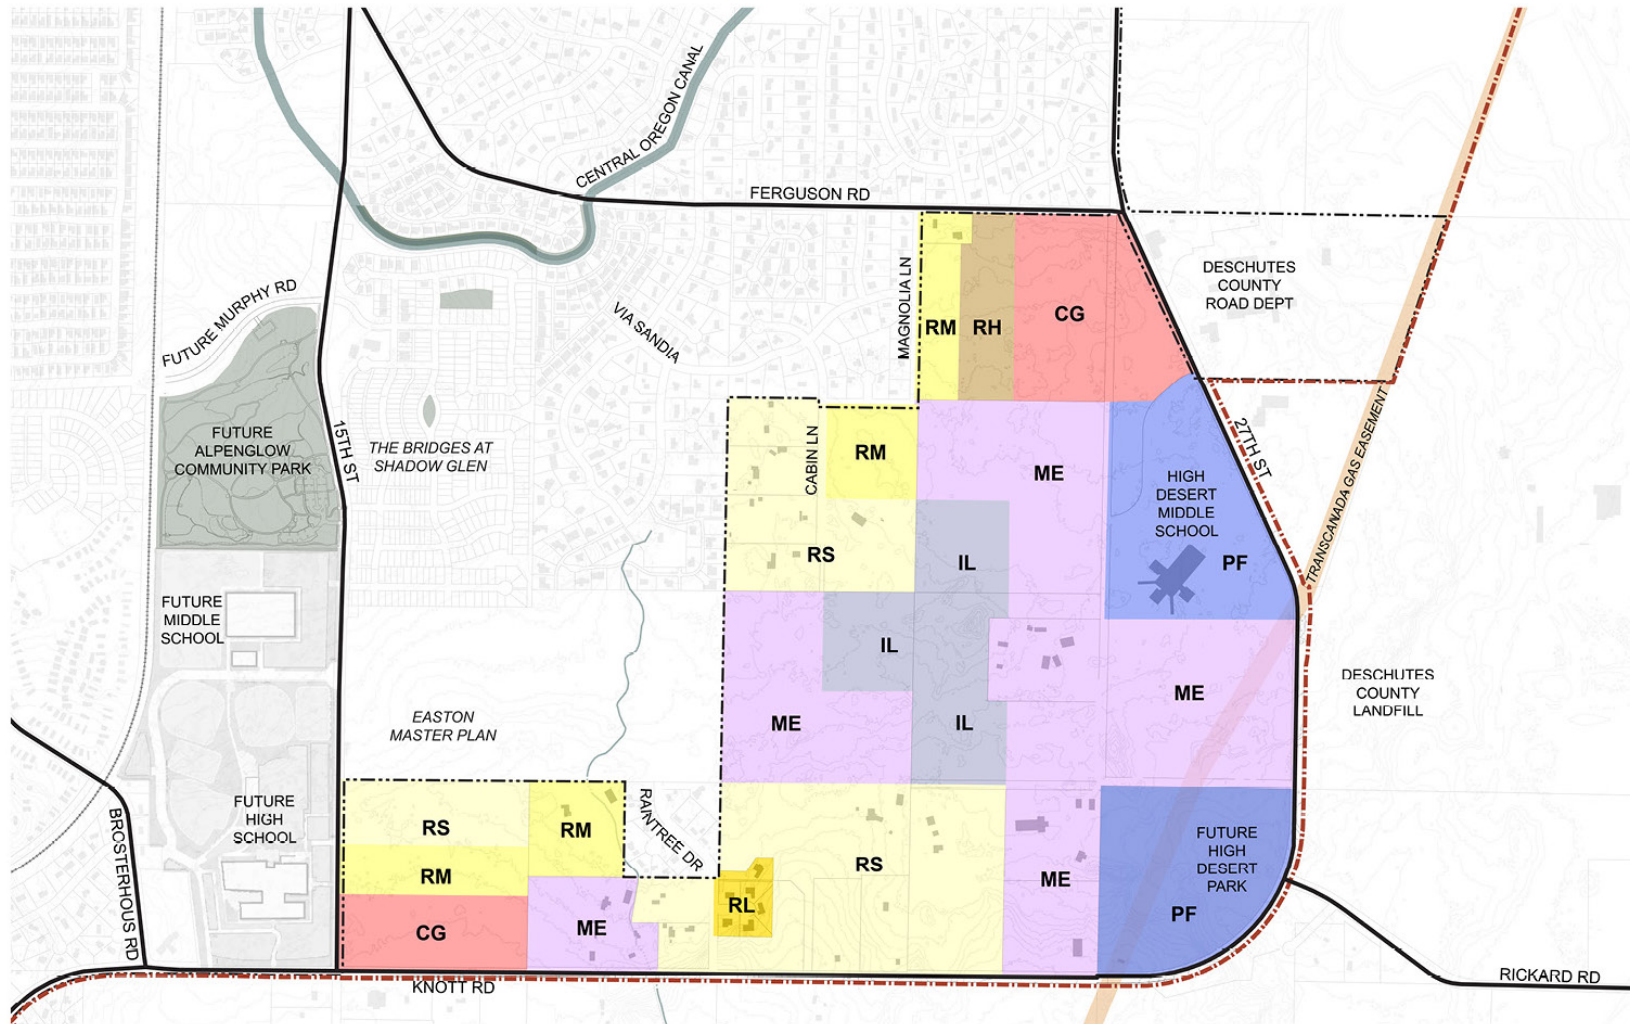 CENTRAL OREGON CANAL
FERGUSON RD
MAGNOLIA LN
DESCHUTES
COUNTY
ROAD DEPT
FUTURE MURPHY RD
VIA SANDIA
RM
RH
CG
FUTURE
ALPENGLOW
COMMUNITY PARK
15TH ST
THE BRIDGES AT
SHADOW GLEN
CABIN LN
RM
ME
27TH ST
TRANSCANADA GAS EASEMENT
HIGH
DESERT
MIDDLE
SCHOOL
PF
RS
IL
FUTURE
MIDDLE
SCHOOL
IL
DESCHUTES
COUNTY
LANDFILL
ME
EASTON
MASTER PLAN
ME
IL
BROSTERHOUS RD
FUTURE
HIGH
SCHOOL
RS
RM
RAINTREE DR
RM
RS
FUTURE
HIGH
DESERT
PARK
ME
RL
PF
CG
ME
KNOTT RD
RICKARD RD